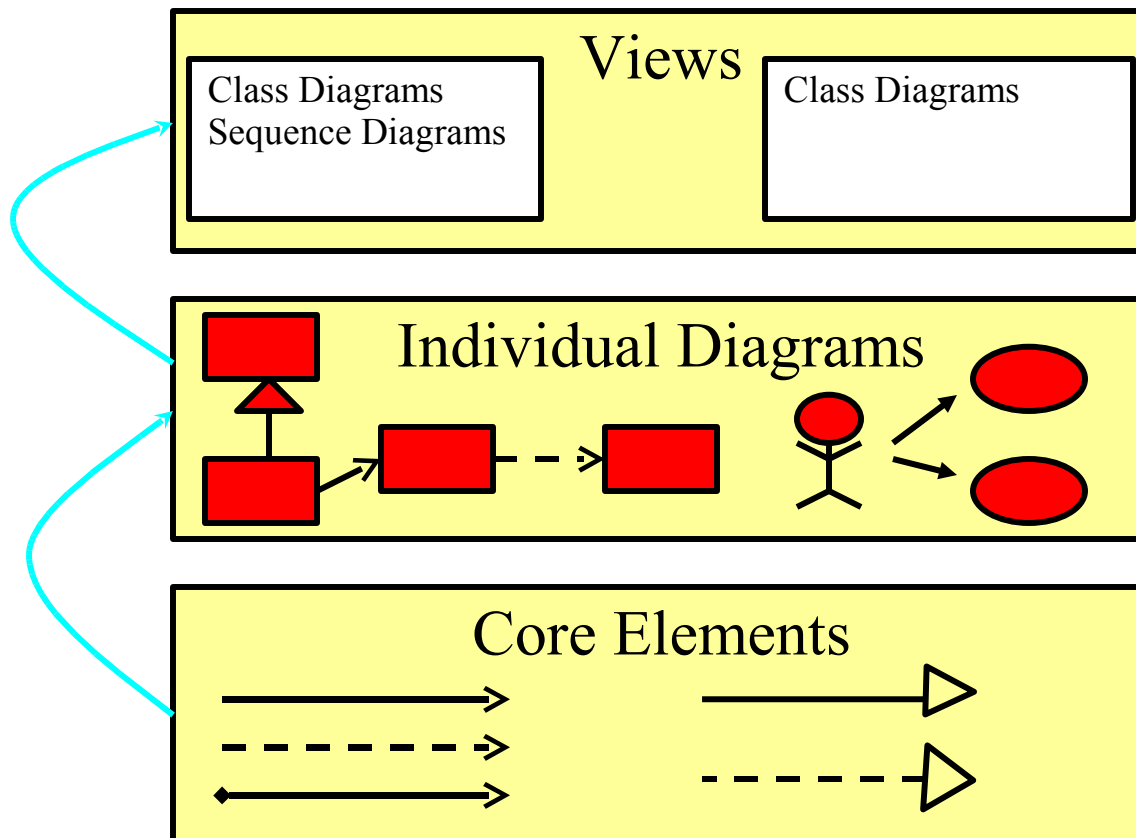 Views
Class Diagrams
Sequence Diagrams
Class Diagrams
Individual Diagrams
Core Elements